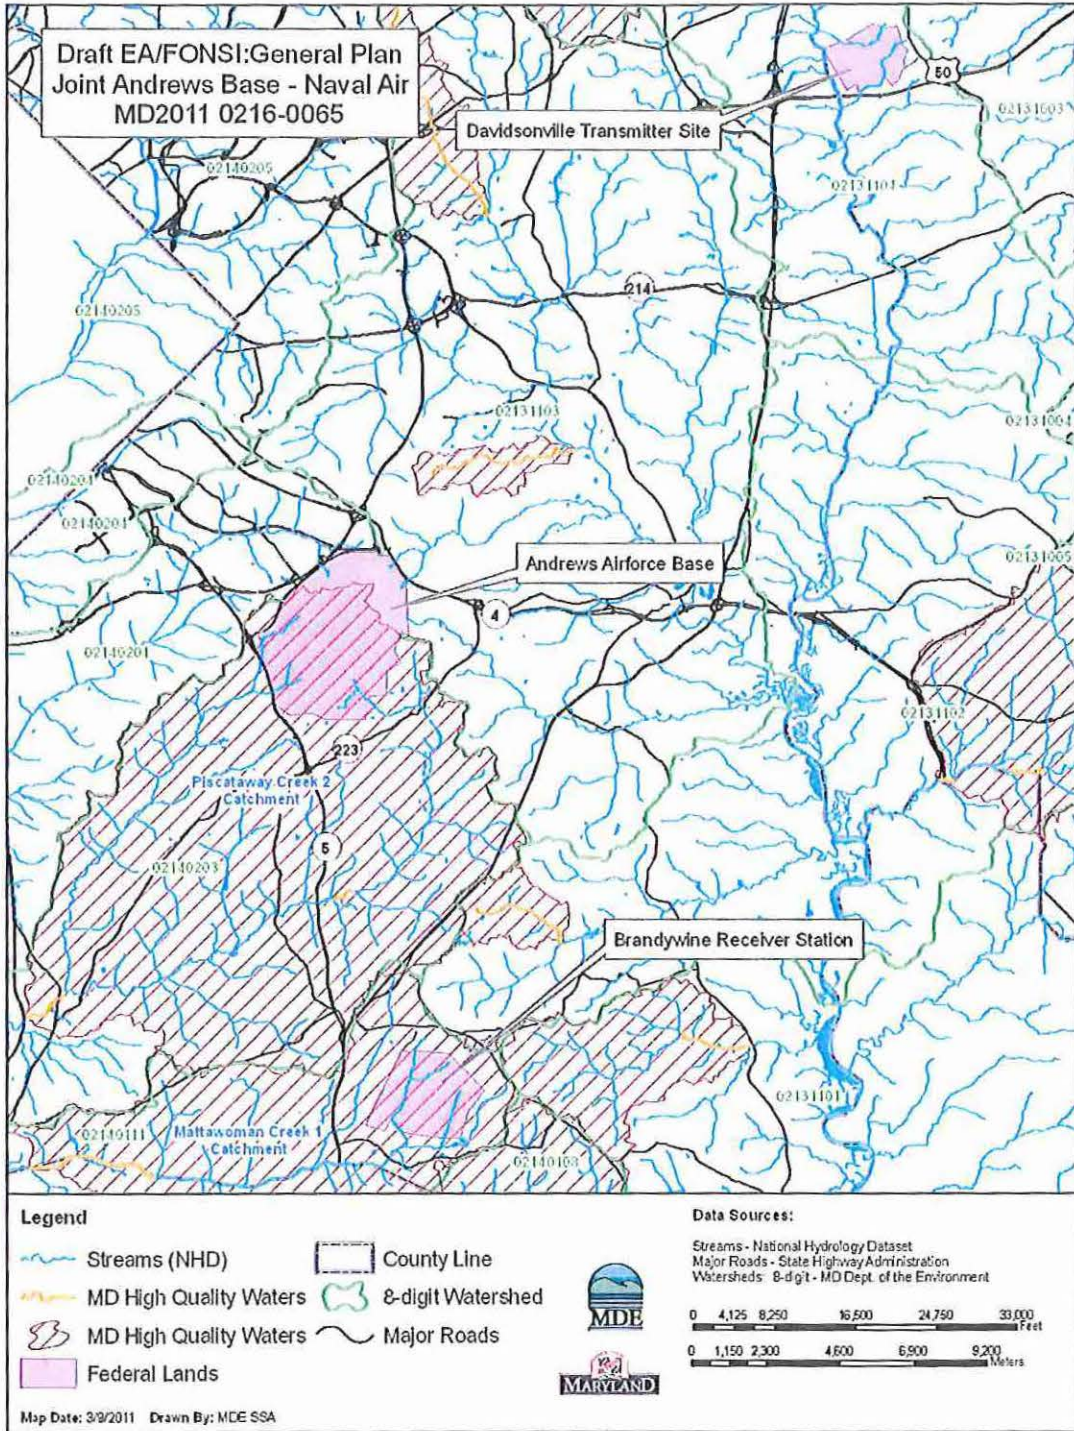 Draft EA/FONSI:General Plan
Joint Andrews Base - Naval Air
MD2011 0216-0065
50
Davidsonville Transmitter Site
02131003
02140205
02131104
214
02140205
02131103
02131004
02140204
02140204
02131005
Andrews Airforce Base
4
02140201
02131102
223
Piscataway Creek 2
Catchment
5
02140203
Brandywine Receiver Station
02131101
02140111
Mattawoman Creek 1
Catchment
02140108
Legend
Streams (NHD)
County Line
MD High Quality Waters
8-digit Watershed
MD High Quality Waters
Major Roads
Federal Lands
Map Date: 3/9/2011 Drawn By: MDE SSA
MDE
MARYLAND
Data Sources:
Streams - National Hydrology Dataset
Major Roads - State Highway Administration
Watersheds: 8-digit - MD Dept. of the Environment
0 4,125 8,250 16,500 24,750 33,000
Feet
0 1,150 2,300 4,600 6,900 9,200
Meters